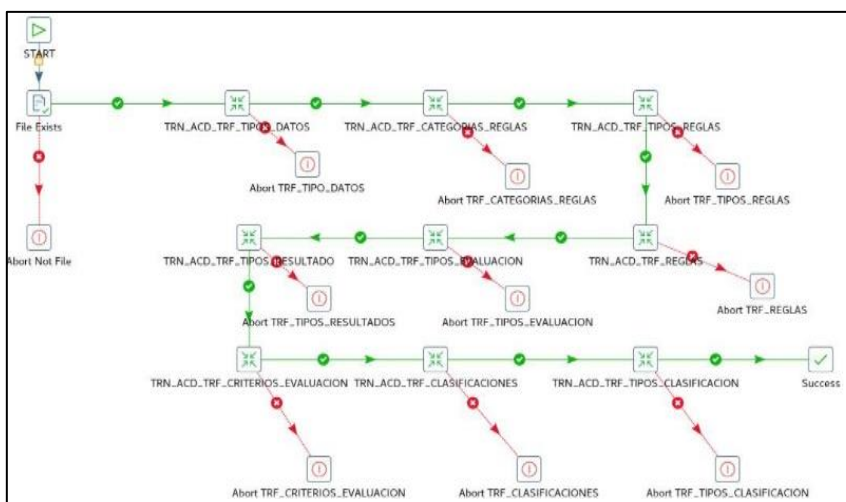 START
File Exists
TRN_ACD_TRF_TIPOS_DATOS
TRN_ACD_TRF_CATEGORIAS_REGLAS
TRN_ACD_TRF_TIPOS_REGLAS
Abort TRF_TIPO_DATOS
Abort TRF_CATEGORIAS_REGLAS
Abort TRF_TIPOS_REGLAS
Abort Not File
TRN_ACD_TRF_TIPOS_RESULTADO
TRN_ACD_TRF_TIPOS_EVALUACION
TRN_ACD_TRF_REGLAS
Abort TRF_TIPOS_RESULTADOS
Abort TRF_TIPOS_EVALUACION
Abort TRF_REGLAS
TRN_ACD_TRF_CRITERIOS_EVALUACION
TRN_ACD_TRF_CLASIFICACIONES
TRN_ACD_TRF_TIPOS_CLASIFICACION
Success
Abort TRF_CRITERIOS_EVALUACION
Abort TRF_CLASIFICACIONES
Abort TRF_TIPOS_CLASIFICACION